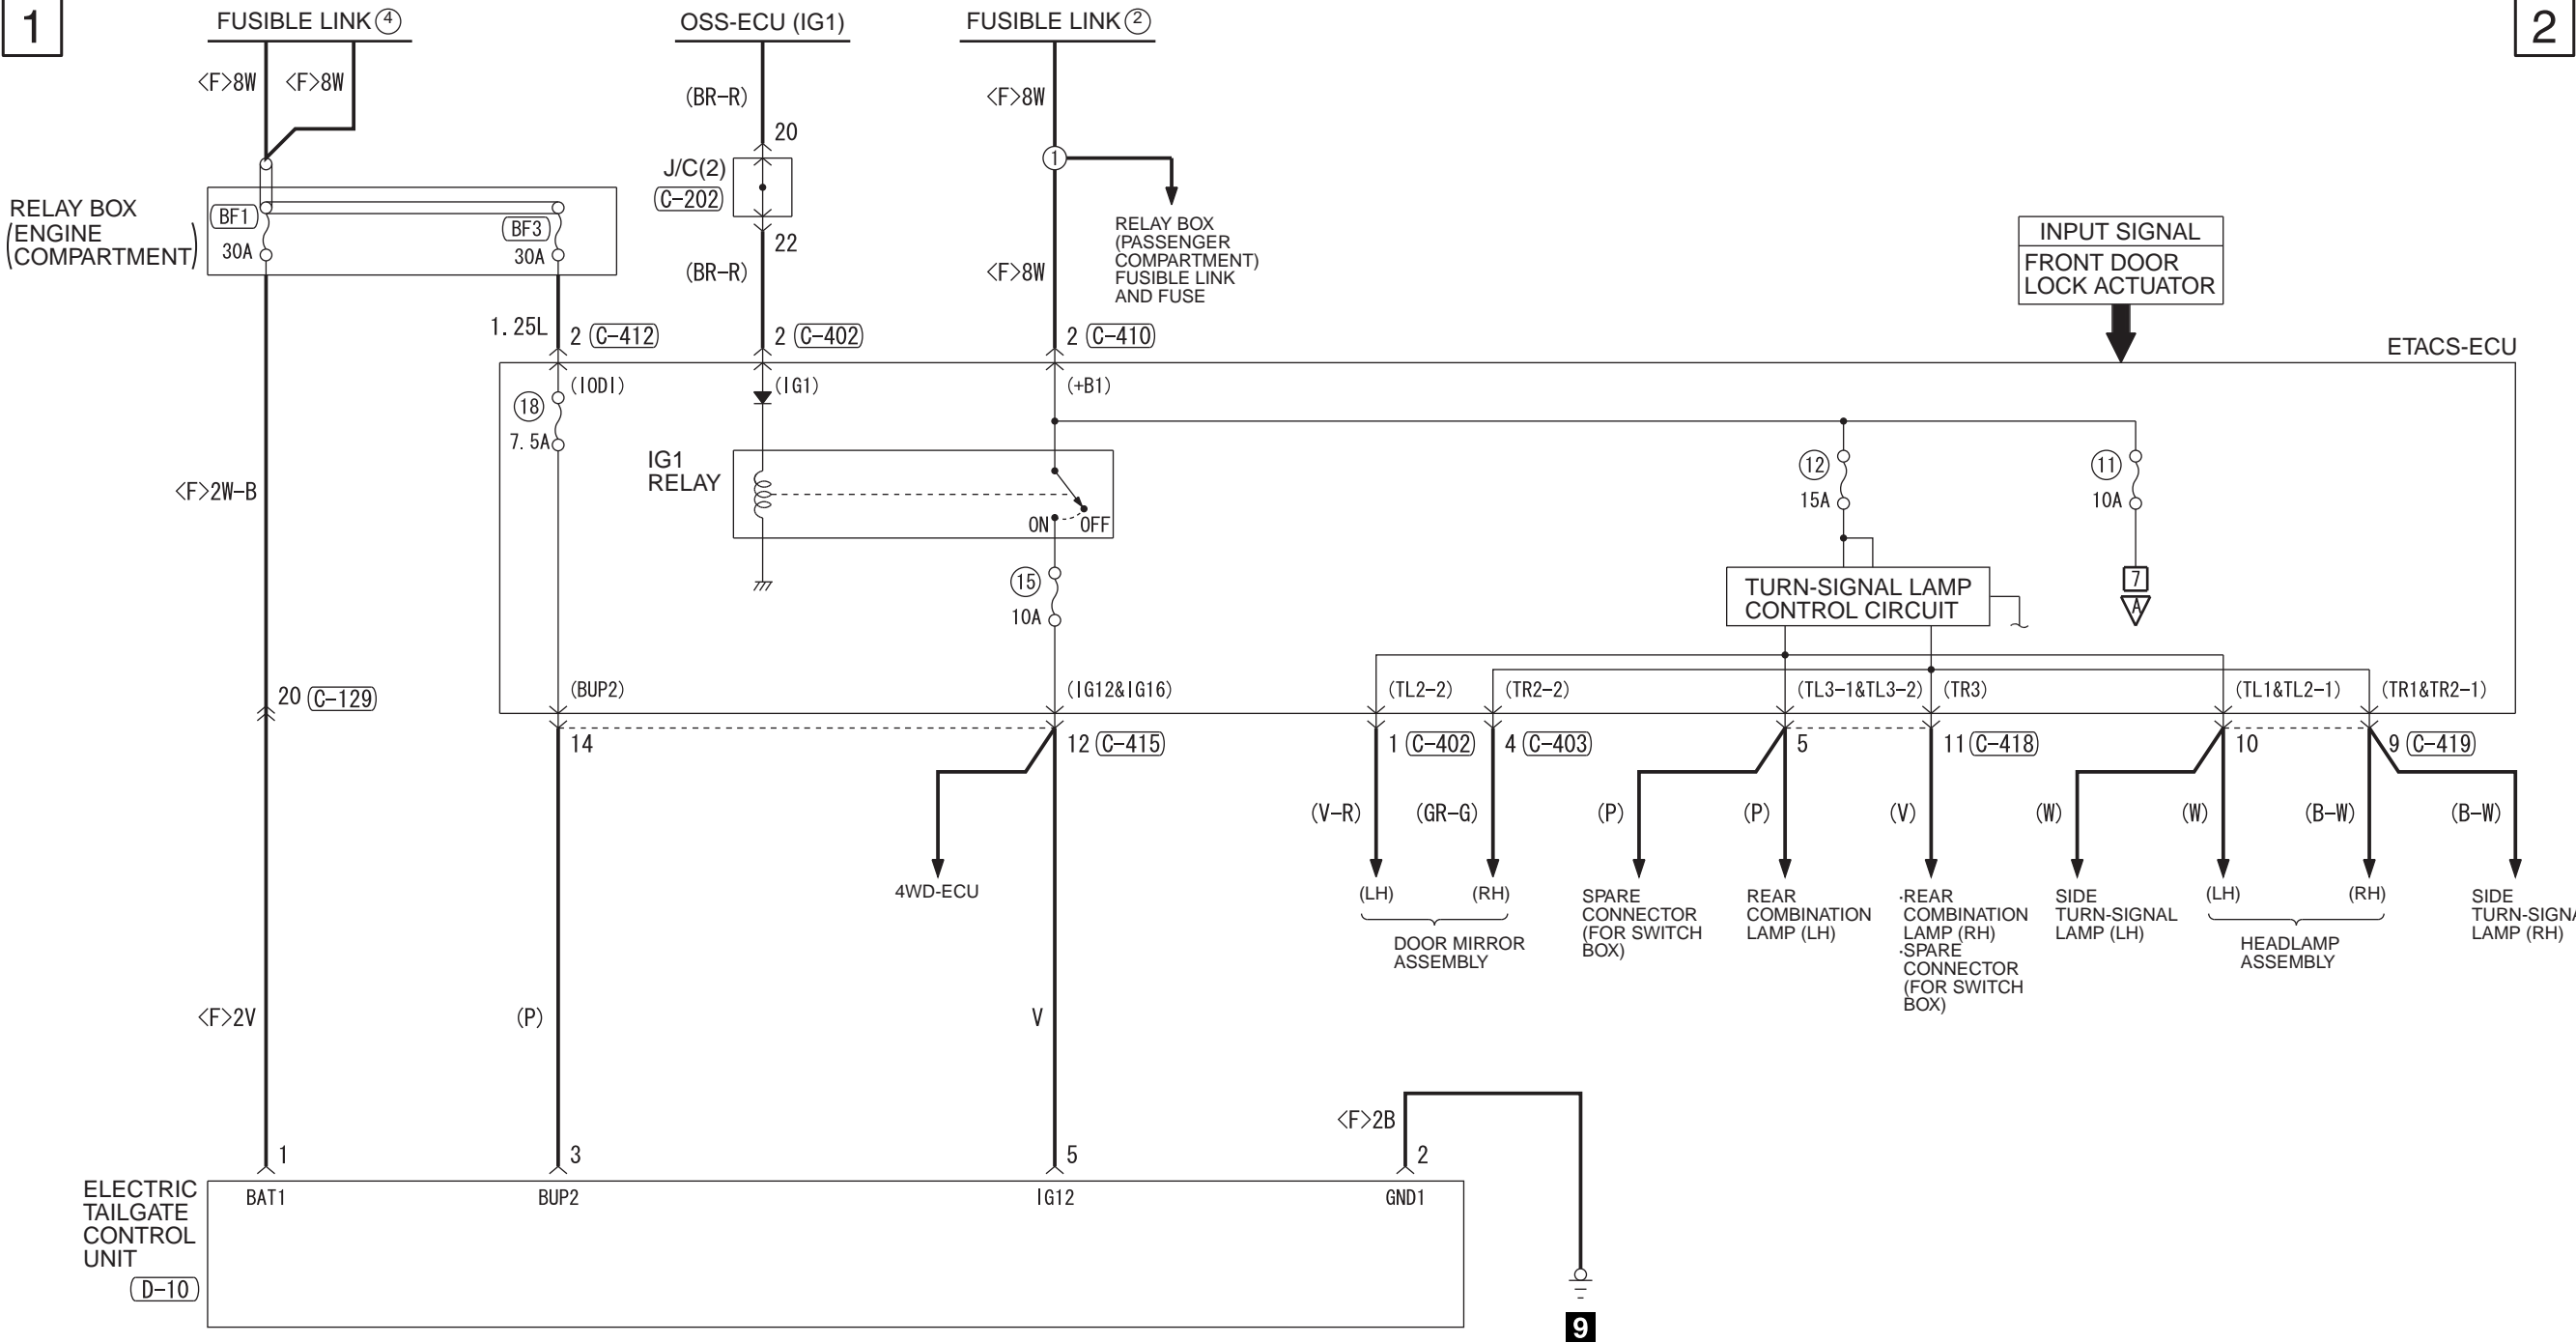 1
FUSIBLE LINK ④
OSS-ECU (IG1)
FUSIBLE LINK ②
2
<F>8W
<F>8W
(BR-R)
<F>8W
20
J/C(2)
C-202
22
(BR-R)
1
<F>8W
RELAY BOX
(PASSENGER
COMPARTMENT)
FUSIBLE LINK
AND FUSE
RELAY BOX
(ENGINE
COMPARTMENT)
BF1
30A
BF3
30A
INPUT SIGNAL
FRONT DOOR
LOCK ACTUATOR
1.25L
2 C-412
2 C-402
2 C-410
ETACS-ECU
(IODI)
(IG1)
(+B1)
18
7.5A
IG1
RELAY
ON
OFF
12
15A
11
10A
<F>2W-B
15
10A
TURN-SIGNAL LAMP
CONTROL CIRCUIT
7
A
20 C-129
(BUP2)
(IG12&IG16)
(TL2-2)
(TR2-2)
(TL3-1&TL3-2)
(TR3)
(TL1&TL2-1)
(TR1&TR2-1)
14
12 C-415
1 C-402
4 C-403
5
11 C-418
10
9 C-419
(V-R)
(GR-G)
(P)
(P)
(V)
(W)
(W)
(B-W)
(B-W)
4WD-ECU
(LH)
(RH)
DOOR MIRROR
ASSEMBLY
SPARE
CONNECTOR
(FOR SWITCH
BOX)
REAR
COMBINATION
LAMP (LH)
·REAR
COMBINATION
LAMP (RH)
·SPARE
CONNECTOR
(FOR SWITCH
BOX)
SIDE
TURN-SIGNAL
LAMP (LH)
(LH)
(RH)
HEADLAMP
ASSEMBLY
SIDE
TURN-SIGNA
LAMP (RH)
<F>2V
(P)
V
<F>2B
1
3
5
2
ELECTRIC
TAILGATE
CONTROL
UNIT
D-10
BAT1
BUP2
IG12
GND1
9